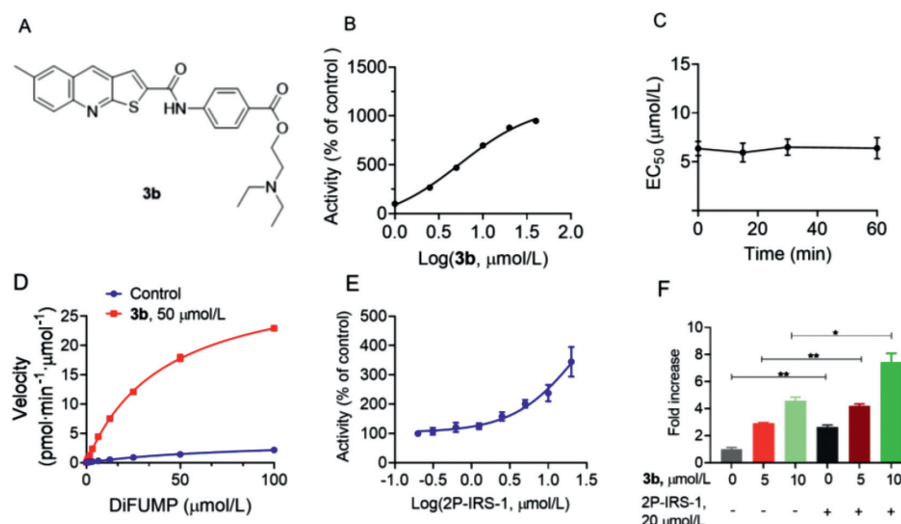 A
O
N
S
N
H
O
O
N
3b
B
Activity (% of control)
1500
1000
500
0
0.0 0.5 1.0 1.5 2.0
Log(3b, μmol/L)
C
EC50 (μmol/L)
15
10
5
0 20 40 60
Time (min)
D
Control
3b, 50 μmol/L
Velocity
(pmol·min⁻¹·μmol⁻¹)
25
20
15
10
5
0
0 50 100
DiFUMP (μmol/L)
E
Activity (% of control)
500
400
300
200
100
0
-1.0 -0.5 0.0 0.5 1.0 1.5
Log(2P-IRS-1, μmol/L)
F
Fold increase
10
8
6
4
2
0
*
**
**
3b, μmol/L 0 5 10 0 5 10
2P-IRS-1, - - - + + +
20 μmol/L